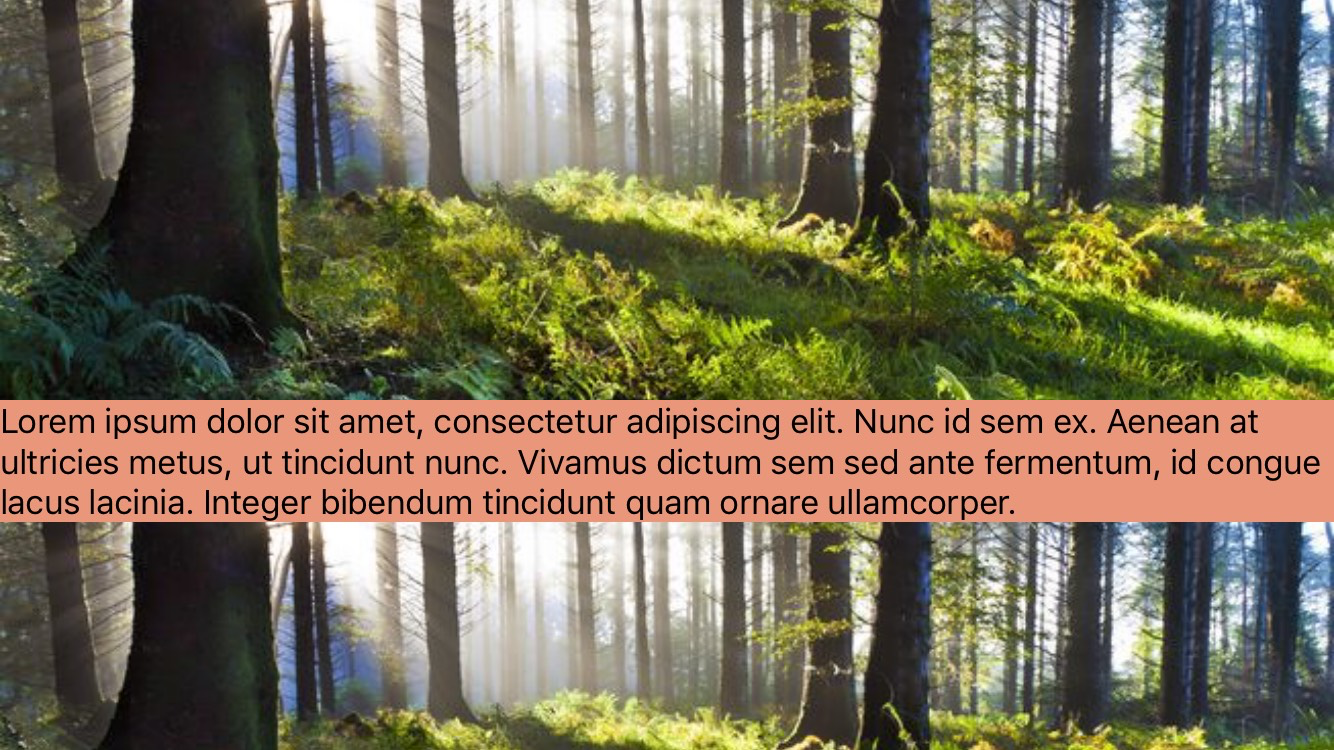 Lorem ipsum dolor sit amet, consectetur adipiscing elit. Nunc id sem ex. Aenean at
ultricies metus, ut tincidunt nunc. Vivamus dictum sem sed ante fermentum, id congue
lacus lacinia. Integer bibendum tincidunt quam ornare ullamcorper.